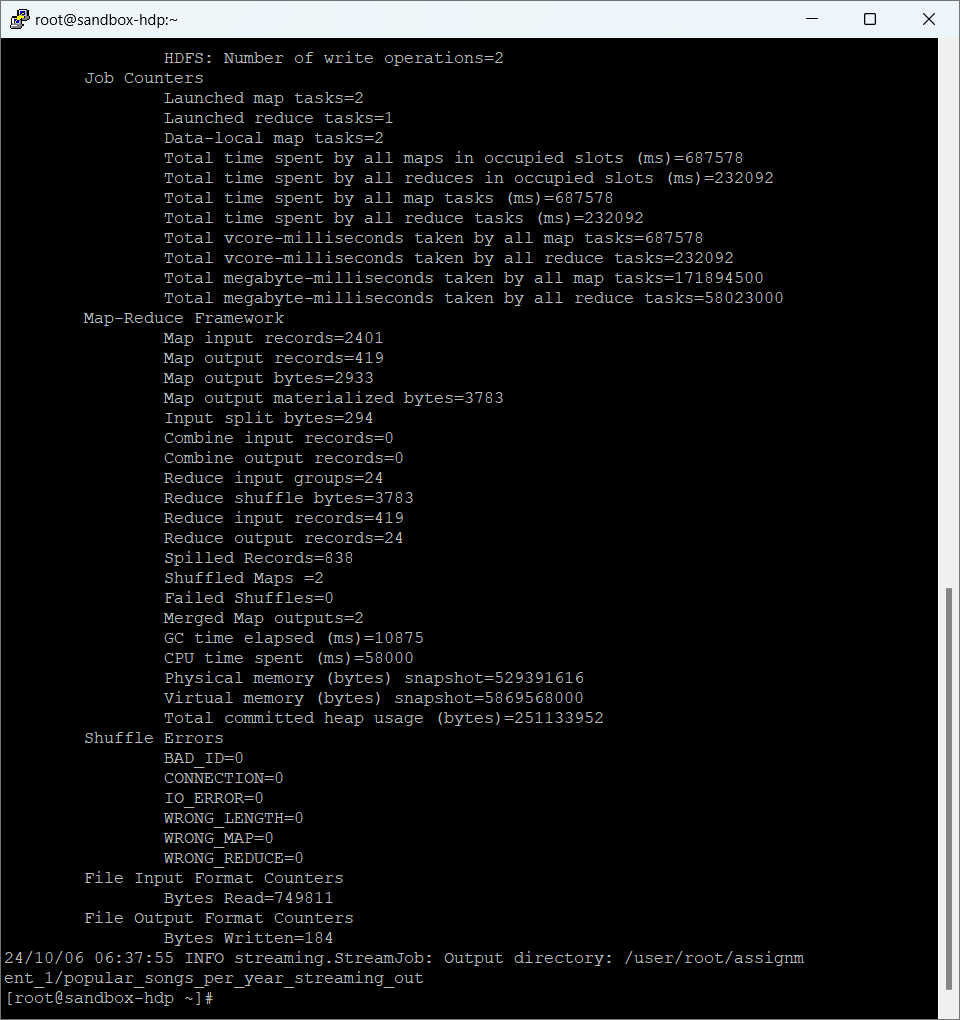 root@sandbox-hdp:~
HDFS: Number of write operations=2
Job Counters
Launched map tasks=2
Launched reduce tasks=1
Data-local map tasks=2
Total time spent by all maps in occupied slots (ms)=687578
Total time spent by all reduces in occupied slots (ms)=232092
Total time spent by all map tasks (ms)=687578
Total time spent by all reduce tasks (ms)=232092
Total vcore-milliseconds taken by all map tasks=687578
Total vcore-milliseconds taken by all reduce tasks=232092
Total megabyte-milliseconds taken by all map tasks=171894500
Total megabyte-milliseconds taken by all reduce tasks=58023000
Map-Reduce Framework
Map input records=2401
Map output records=419
Map output bytes=2933
Map output materialized bytes=3783
Input split bytes=294
Combine input records=0
Combine output records=0
Reduce input groups=24
Reduce shuffle bytes=3783
Reduce input records=419
Reduce output records=24
Spilled Records=838
Shuffled Maps =2
Failed Shuffles=0
Merged Map outputs=2
GC time elapsed (ms)=10875
CPU time spent (ms)=58000
Physical memory (bytes) snapshot=529391616
Virtual memory (bytes) snapshot=5869568000
Total committed heap usage (bytes)=251133952
Shuffle Errors
BAD_ID=0
CONNECTION=0
IO_ERROR=0
WRONG_LENGTH=0
WRONG_MAP=0
WRONG_REDUCE=0
File Input Format Counters
Bytes Read=749811
File Output Format Counters
Bytes Written=184
24/10/06 06:37:55 INFO streaming.StreamJob: Output directory: /user/root/assignm
ent_1/popular_songs_per_year_streaming_out
[root@sandbox-hdp ~]#